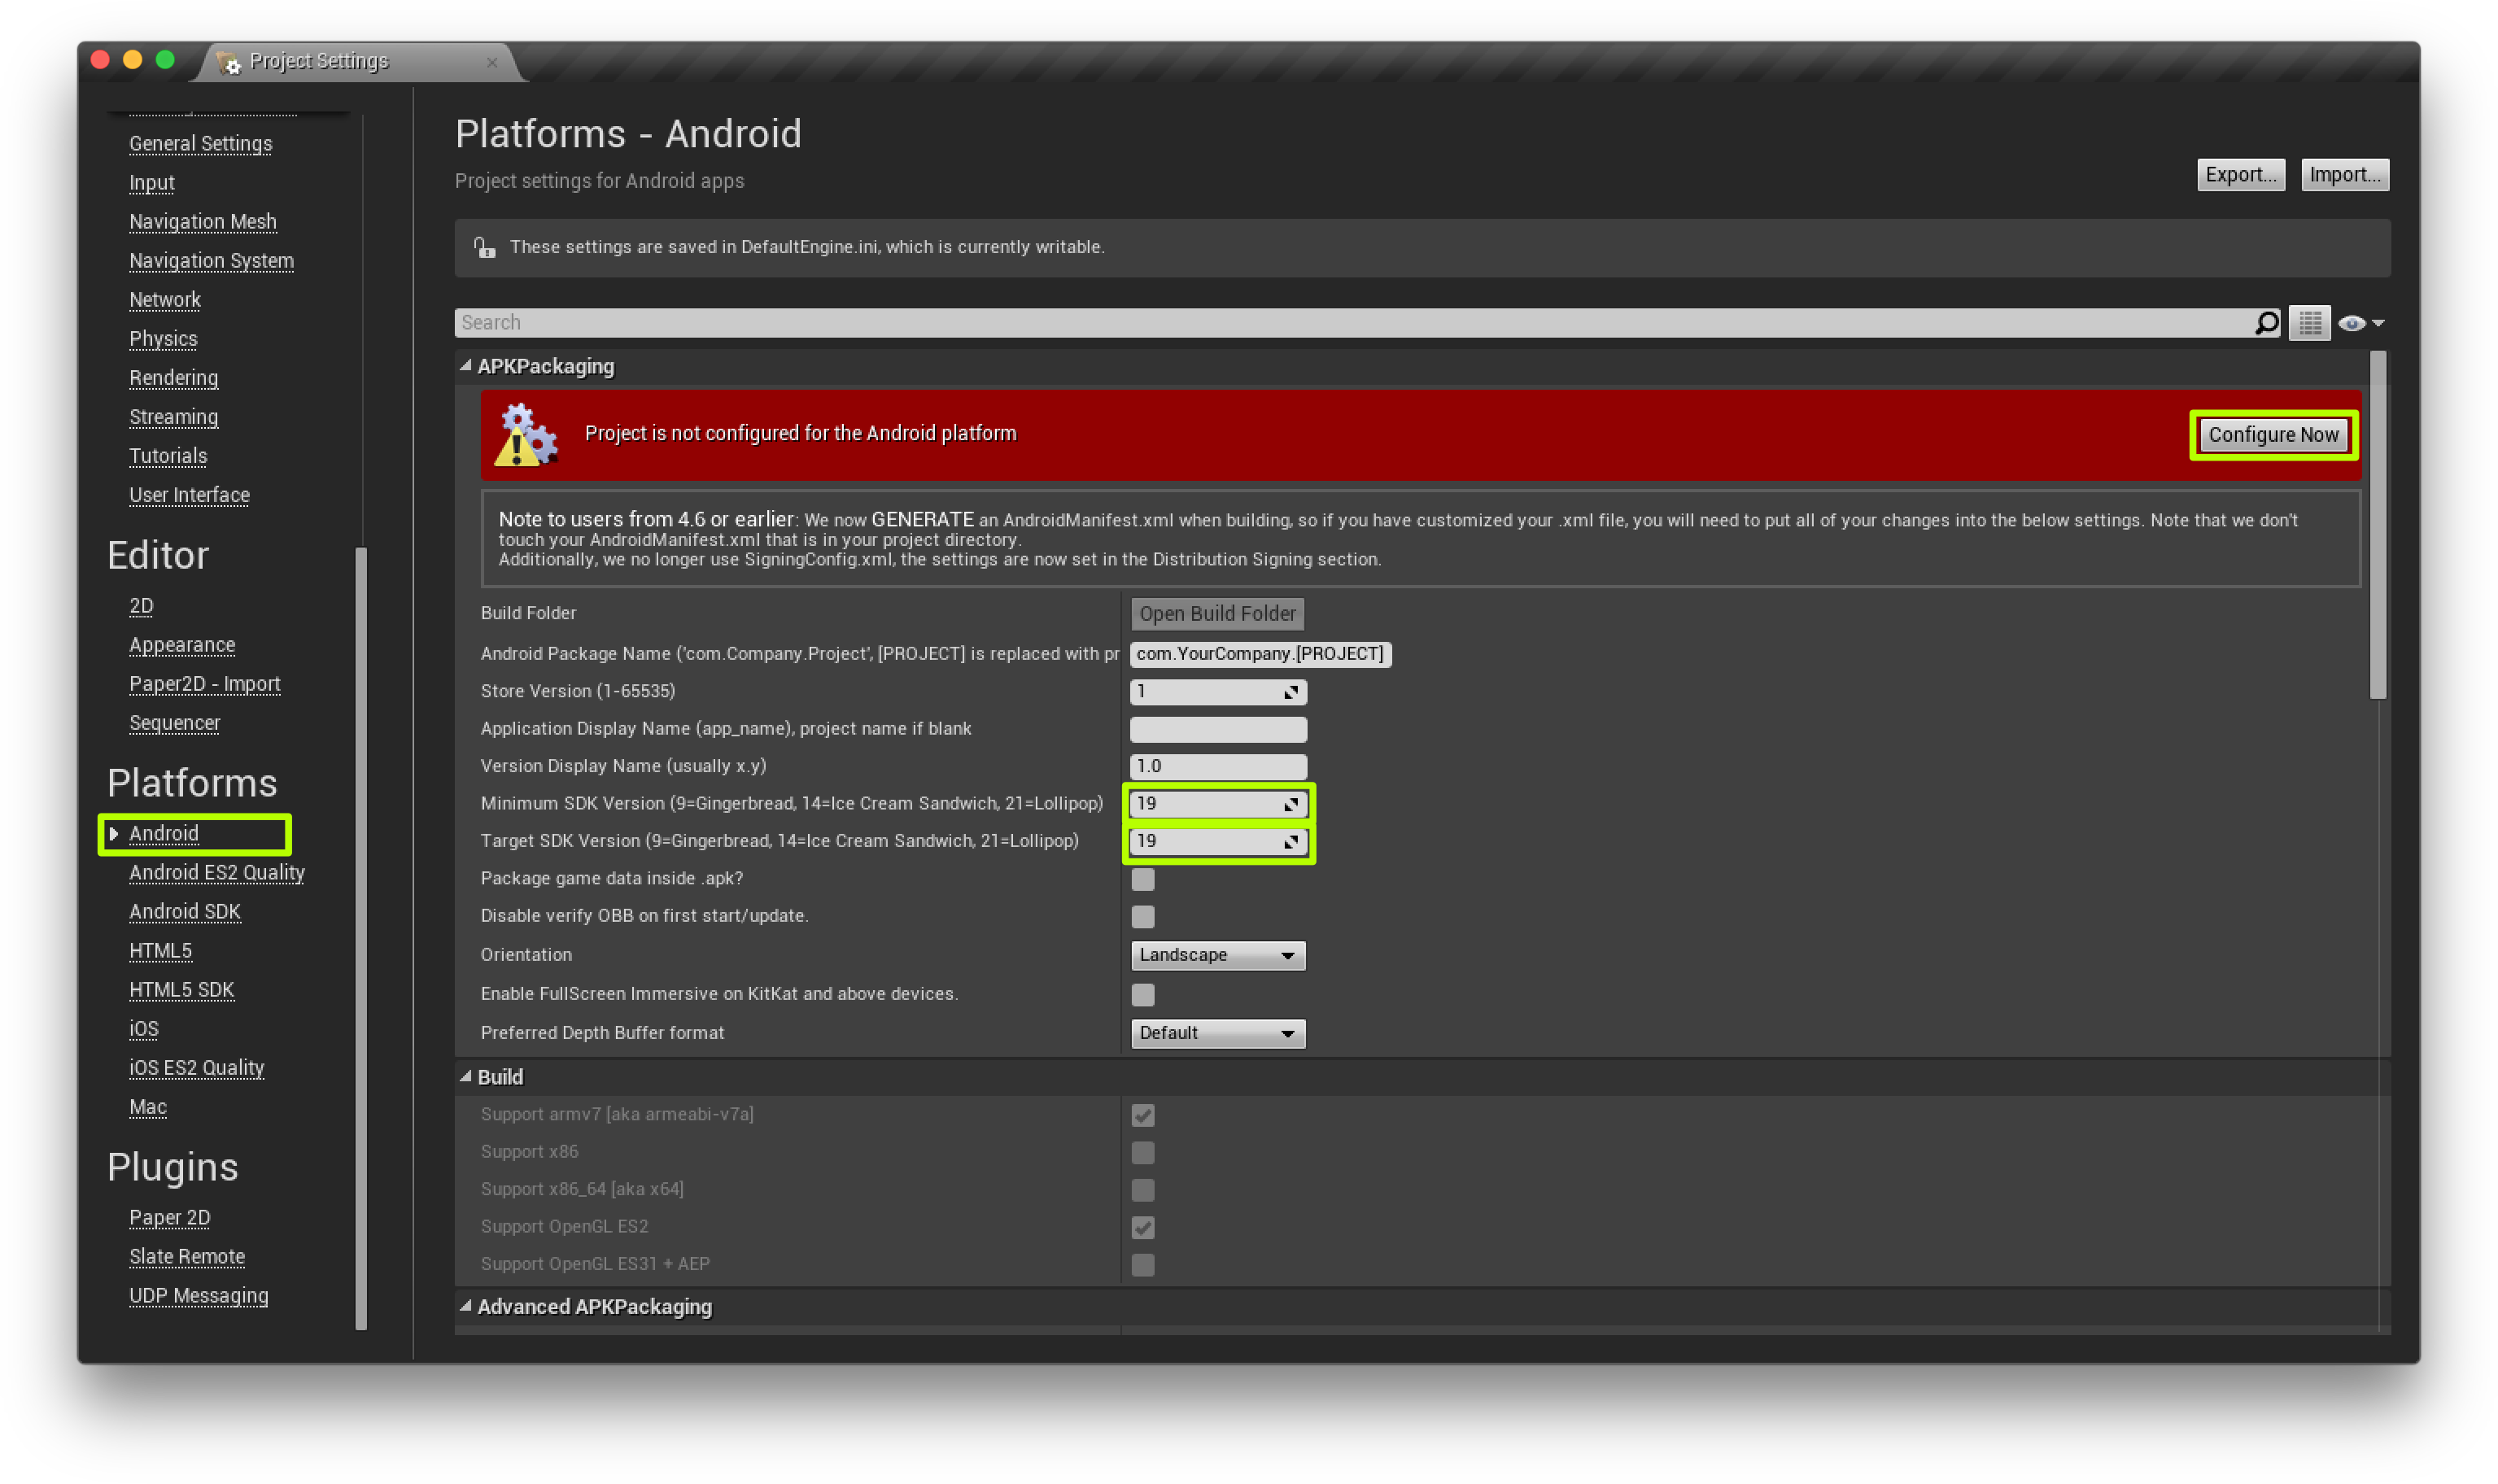 Project Settings
General Settings
Input
Navigation Mesh
Navigation System
Network
Physics
Rendering
Streaming
Tutorials
User Interface
Editor
2D
Appearance
Paper2D - Import
Sequencer
Platforms
Android
Android ES2 Quality
Android SDK
HTML5
HTML5 SDK
iOS
iOS ES2 Quality
Mac
Plugins
Paper 2D
Slate Remote
UDP Messaging
Platforms - Android
Project settings for Android apps
Export... Import...
These settings are saved in DefaultEngine.ini, which is currently writable.
Search
APKPackaging
Project is not configured for the Android platform
Configure Now
Note to users from 4.6 or earlier: We now GENERATE an AndroidManifest.xml when building, so if you have customized your .xml file, you will need to put all of your changes into the below settings. Note that we don't
touch your AndroidManifest.xml that is in your project directory.
Additionally, we no longer use SigningConfig.xml, the settings are now set in the Distribution Signing section.
Build Folder Open Build Folder
Android Package Name ('com.Company.Project', [PROJECT] is replaced with pr com.YourCompany.[PROJECT]
Store Version (1-65535) 1
Application Display Name (app_name), project name if blank
Version Display Name (usually x.y) 1.0
Minimum SDK Version (9=Gingerbread, 14=Ice Cream Sandwich, 21=Lollipop) 19
Target SDK Version (9=Gingerbread, 14=Ice Cream Sandwich, 21=Lollipop) 19
Package game data inside .apk?
Disable verify OBB on first start/update.
Orientation Landscape
Enable FullScreen Immersive on KitKat and above devices.
Preferred Depth Buffer format Default
Build
Support armv7 [aka armeabi-v7a]
Support x86
Support x86_64 [aka x64]
Support OpenGL ES2
Support OpenGL ES31 + AEP
Advanced APKPackaging